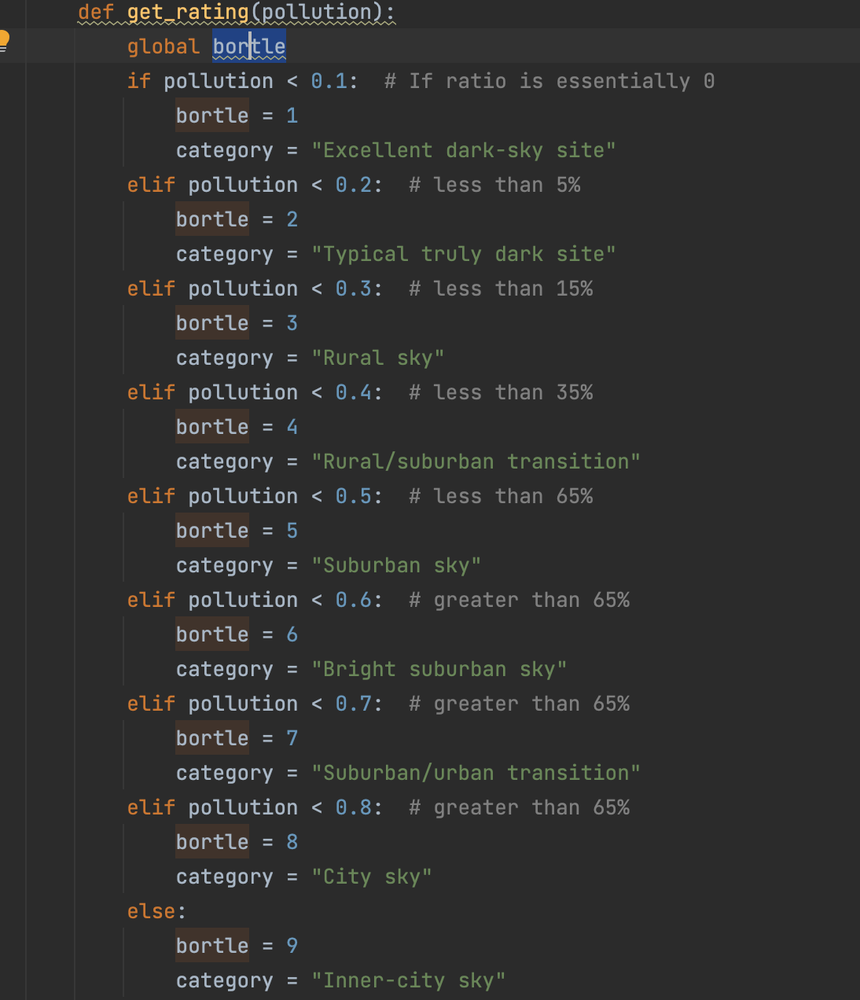 def get_rating(pollution):
    global bortle
    if pollution < 0.1:  # If ratio is essentially 0
        bortle = 1
        category = "Excellent dark-sky site"
    elif pollution < 0.2:  # less than 5%
        bortle = 2
        category = "Typical truly dark site"
    elif pollution < 0.3:  # less than 15%
        bortle = 3
        category = "Rural sky"
    elif pollution < 0.4:  # less than 35%
        bortle = 4
        category = "Rural/suburban transition"
    elif pollution < 0.5:  # less than 65%
        bortle = 5
        category = "Suburban sky"
    elif pollution < 0.6:  # greater than 65%
        bortle = 6
        category = "Bright suburban sky"
    elif pollution < 0.7:  # greater than 65%
        bortle = 7
        category = "Suburban/urban transition"
    elif pollution < 0.8:  # greater than 65%
        bortle = 8
        category = "City sky"
    else:
        bortle = 9
        category = "Inner-city sky"